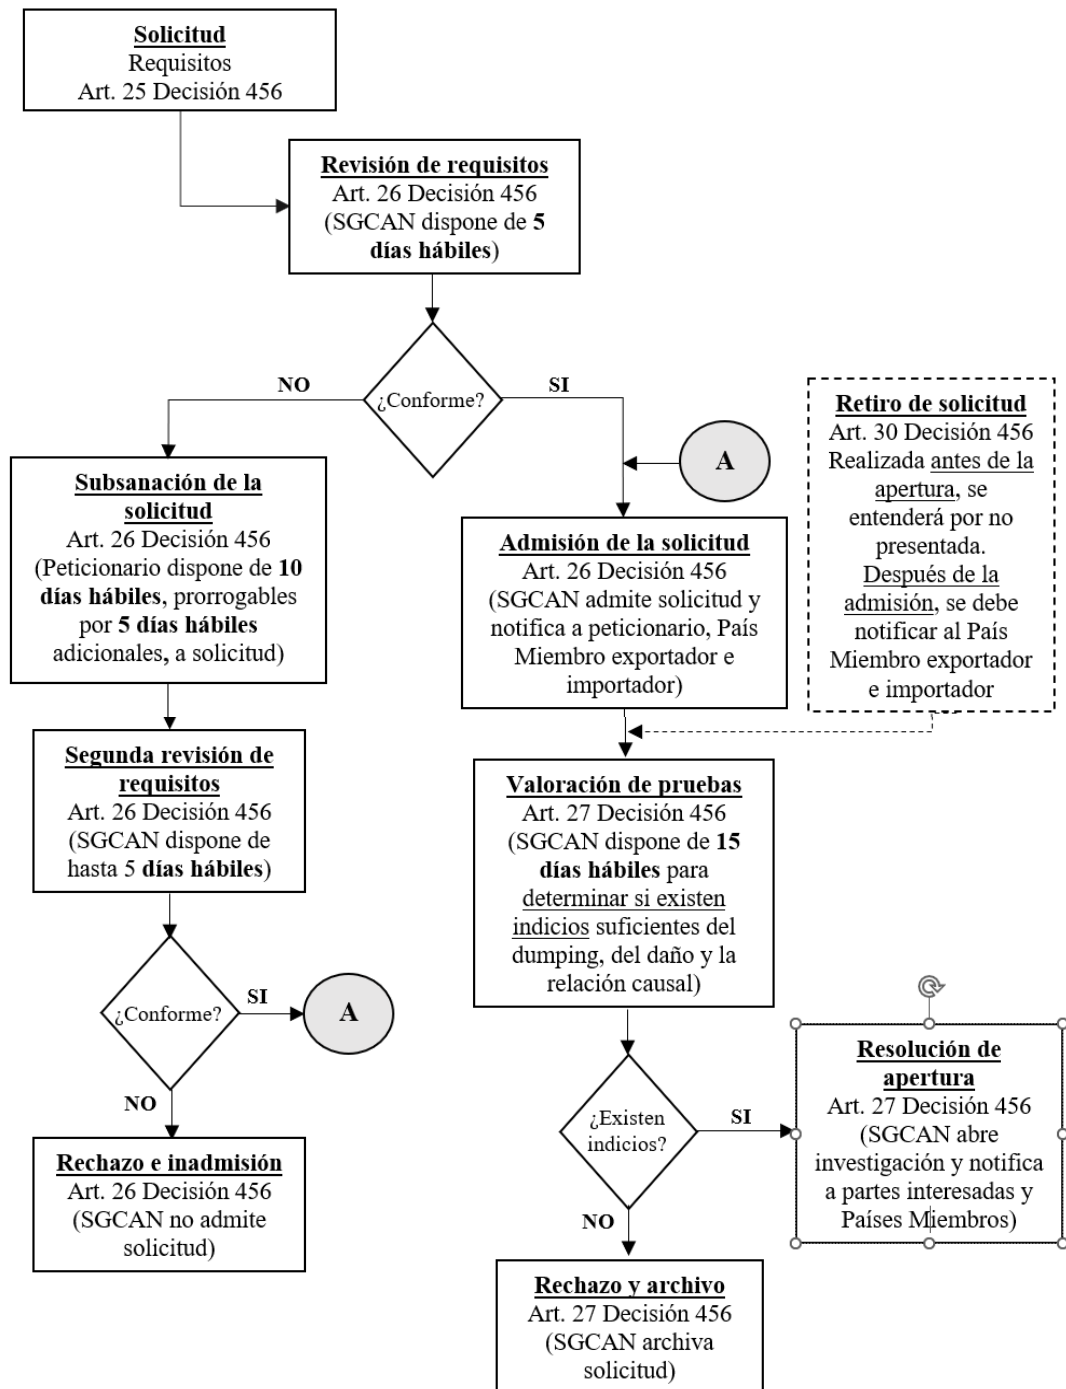 Solicitud
Requisitos
Art. 25 Decisión 456
Revisión de requisitos
Art. 26 Decisión 456
(SGCAN dispone de 5
días hábiles)
¿Conforme?
NO
SI
A
Subsanación de la
solicitud
Art. 26 Decisión 456
(Peticionario dispone de 10
días hábiles, prorrogables
por 5 días hábiles
adicionales, a solicitud)
Admisión de la solicitud
Art. 26 Decisión 456
(SGCAN admite solicitud y
notifica a peticionario, País
Miembro exportador e
importador)
Retiro de solicitud
Art. 30 Decisión 456
Realizada antes de la
apertura, se
entenderá por no
presentada.
Después de la
admisión, se debe
notificar al País
Miembro exportador
e importador
Segunda revisión de
requisitos
Art. 26 Decisión 456
(SGCAN dispone de
hasta 5 días hábiles)
Valoración de pruebas
Art. 27 Decisión 456
(SGCAN dispone de 15
días hábiles para
determinar si existen
indicios suficientes del
dumping, del daño y la
relación causal)
¿Conforme?
SI
A
NO
Rechazo e inadmisión
Art. 26 Decisión 456
(SGCAN no admite
solicitud)
¿Existen
indicios?
SI
NO
Resolución de
apertura
Art. 27 Decisión 456
(SGCAN abre
investigación y notifica
a partes interesadas y
Países Miembros)
Rechazo y archivo
Art. 27 Decisión 456
(SGCAN archiva
solicitud)